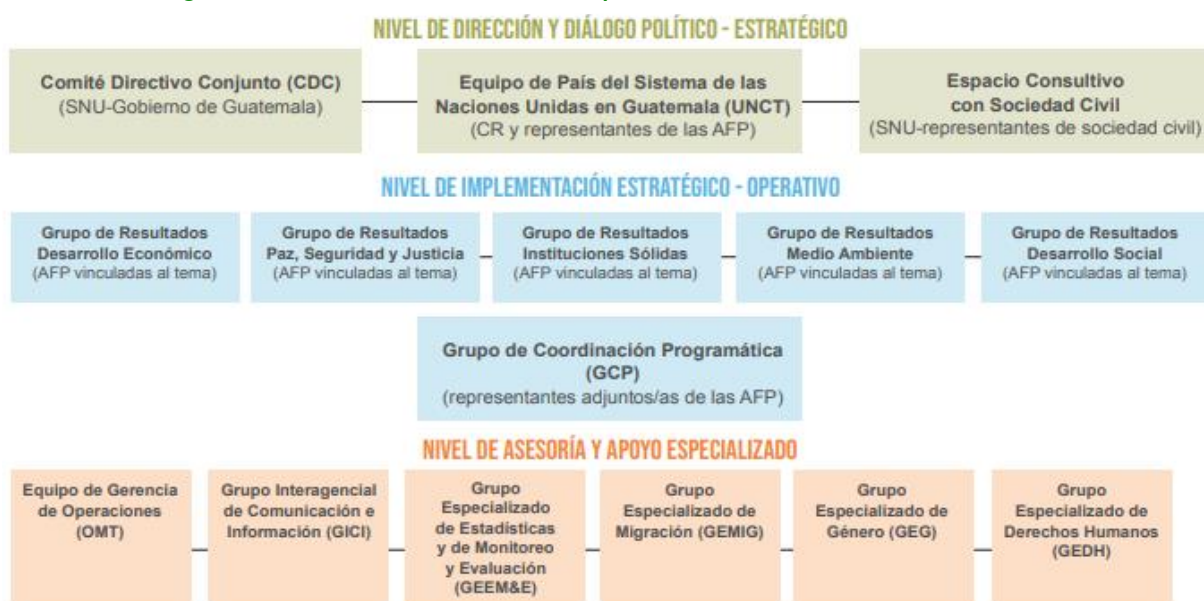 NIVEL DE DIRECCIÓN Y DIÁLOGO POLÍTICO - ESTRATÉGICO
Comité Directivo Conjunto (CDC)
(SNU-Gobierno de Guatemala)
Equipo de País del Sistema de las
Naciones Unidas en Guatemala (UNCT)
(CR y representantes de las AFP)
Espacio Consultivo
con Sociedad Civil
(SNU-representantes de sociedad civil)
NIVEL DE IMPLEMENTACIÓN ESTRATÉGICO - OPERATIVO
Grupo de Resultados
Desarrollo Económico
(AFP vinculadas al tema)
Grupo de Resultados
Paz, Seguridad y Justicia
(AFP vinculadas al tema)
Grupo de Resultados
Instituciones Sólidas
(AFP vinculadas al tema)
Grupo de Resultados
Medio Ambiente
(AFP vinculadas al tema)
Grupo de Resultados
Desarrollo Social
(AFP vinculadas al tema)
Grupo de Coordinación Programática
(GCP)
(representantes adjuntos/as de las AFP)
NIVEL DE ASESORÍA Y APOYO ESPECIALIZADO
Equipo de Gerencia
de Operaciones
(OMT)
Grupo Interagencial
de Comunicación e
Información (GICI)
Grupo
Especializado
de Estadísticas
y de Monitoreo
y Evaluación
(GEEM&E)
Grupo
Especializado de
Migración (GEMIG)
Grupo
Especializado de
Género (GEG)
Grupo
Especializado de
Derechos Humanos
(GEDH)